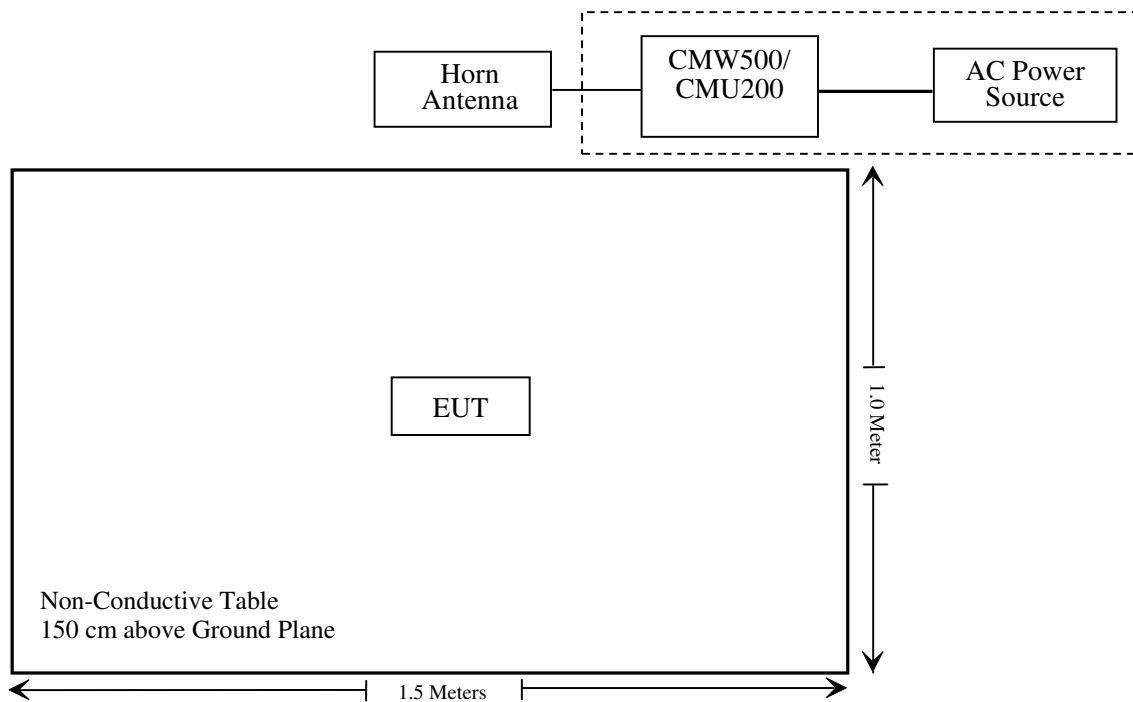 Horn
Antenna
CMW500/
CMU200
AC Power
Source
EUT
1.0 Meter
Non-Conductive Table
150 cm above Ground Plane
1.5 Meters